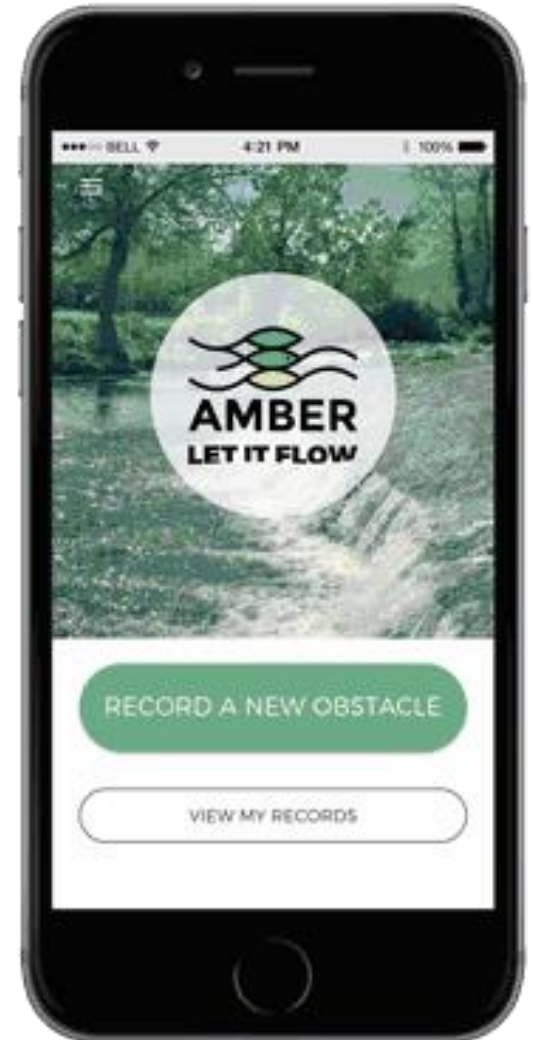 BELL 4:21 PM 100%
AMBER
LET IT FLOW
RECORD A NEW OBSTACLE
VIEW MY RECORDS